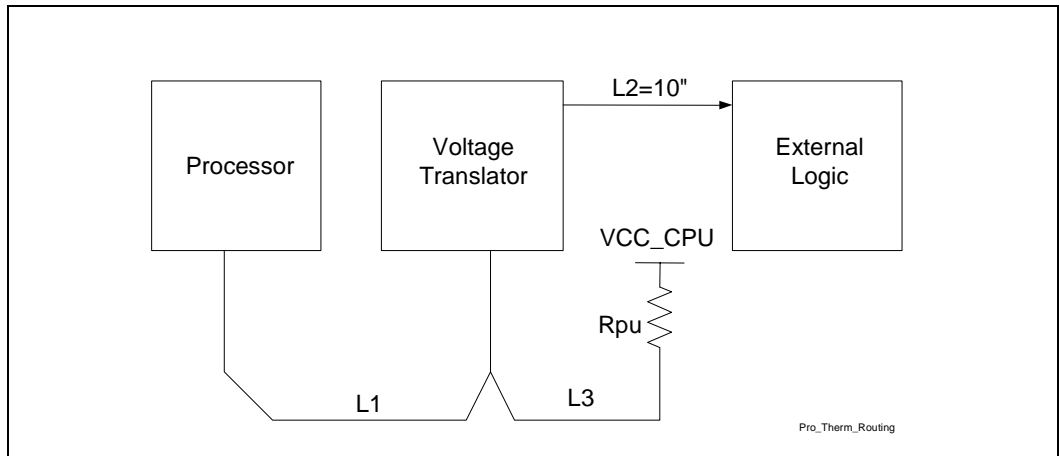 L2=10"
Processor
Voltage
Translator
External
Logic
VCC_CPU
Rpu
L1
L3
Pro_Therm_Routing